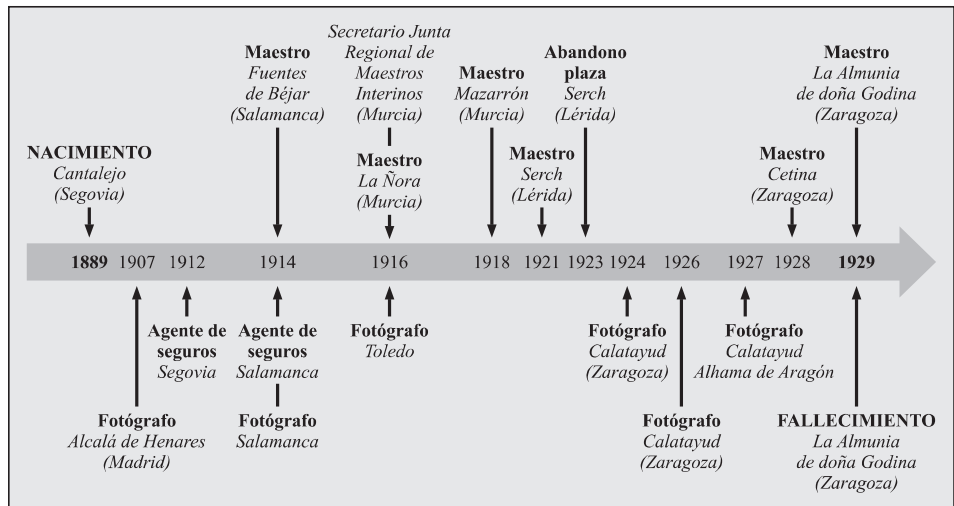 NACIMIENTO
Cantalejo
(Segovia)
Maestro
Fuentes
de Béjar
(Salamanca)
Secretario Junta
Regional de
Maestros
Interinos
(Murcia)
Maestro
La Ñora
(Murcia)
Maestro
Mazarrón
(Murcia)
Maestro
Serch
(Lérida)
Abandono
plaza
Serch
(Lérida)
Maestro
Cetina
(Zaragoza)
Maestro
La Almunia
de doña Godina
(Zaragoza)
1889 1907 1912 1914 1916 1918 1921 1923 1924 1926 1927 1928 1929
Fotógrafo
Alcalá de Henares
(Madrid)
Agente de
seguros
Segovia
Agente de
seguros
Salamanca
Fotógrafo
Salamanca
Fotógrafo
Toledo
Fotógrafo
Calatayud
(Zaragoza)
Fotógrafo
Calatayud
(Zaragoza)
Fotógrafo
Calatayud
Alhama de Aragón
FALLECIMIENTO
La Almunia
de doña Godina
(Zaragoza)